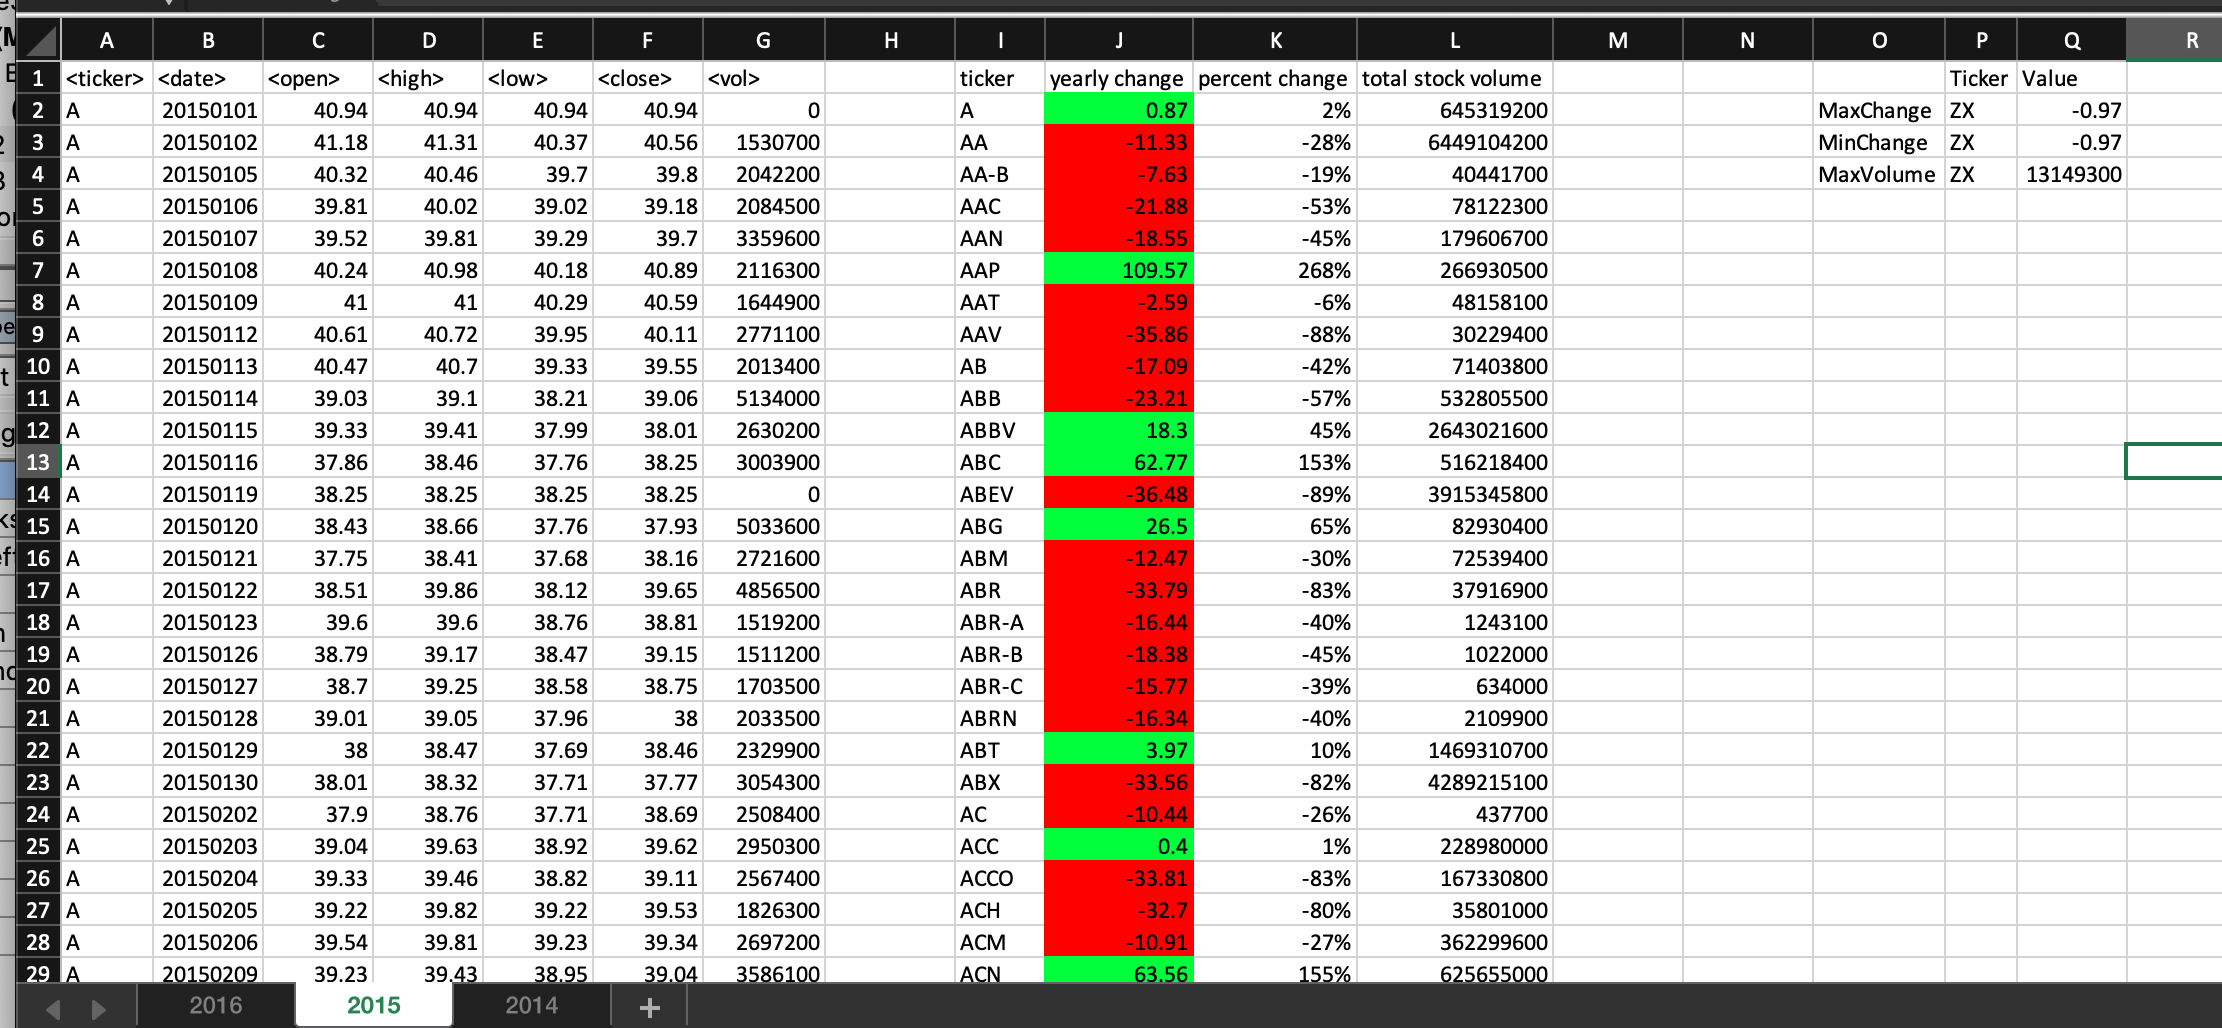 A B C D E F G H I J K L M N O P Q R
1 <ticker> <date> <open> <high> <low> <close> <vol> ticker yearly change percent change total stock volume Ticker Value
2 A 20150101 40.94 40.94 40.94 40.94 0 A 0.87 2% 645319200 MaxChange ZX -0.97
3 A 20150102 41.18 41.31 40.37 40.56 1530700 AA -11.33 -28% 6449104200 MinChange ZX -0.97
4 A 20150105 40.32 40.46 39.7 39.8 2042200 AA-B -7.63 -19% 40441700 MaxVolume ZX 13149300
5 A 20150106 39.81 40.02 39.02 39.18 2084500 AAC -21.88 -53% 78122300
6 A 20150107 39.52 39.81 39.29 39.7 3359600 AAN -18.55 -45% 179606700
7 A 20150108 40.24 40.98 40.18 40.89 2116300 AAP 109.57 268% 266930500
8 A 20150109 41 41 40.29 40.59 1644900 AAT -2.59 -6% 48158100
9 A 20150112 40.61 40.72 39.95 40.11 2771100 AAV -35.86 -88% 30229400
10 A 20150113 40.47 40.7 39.33 39.55 2013400 AB -17.09 -42% 71403800
11 A 20150114 39.03 39.1 38.21 39.06 5134000 ABB -23.21 -57% 532805500
12 A 20150115 39.33 39.41 37.99 38.01 2630200 ABBV 18.3 45% 2643021600
13 A 20150116 37.86 38.46 37.76 38.25 3003900 ABC 62.77 153% 516218400
14 A 20150119 38.25 38.25 38.25 38.25 0 ABEV -36.48 -89% 3915345800
15 A 20150120 38.43 38.66 37.76 37.93 5033600 ABG 26.5 65% 82930400
16 A 20150121 37.75 38.41 37.68 38.16 2721600 ABM -12.47 -30% 72539400
17 A 20150122 38.51 39.86 38.12 39.65 4856500 ABR -33.79 -83% 37916900
18 A 20150123 39.6 39.6 38.76 38.81 1519200 ABR-A -16.44 -40% 1243100
19 A 20150126 38.79 39.17 38.47 39.15 1511200 ABR-B -18.38 -45% 1022000
20 A 20150127 38.7 39.25 38.58 38.75 1703500 ABR-C -15.77 -39% 634000
21 A 20150128 39.01 39.05 37.96 38 2033500 ABRN -16.34 -40% 2109900
22 A 20150129 38 38.47 37.69 38.46 2329900 ABT 3.97 10% 1469310700
23 A 20150130 38.01 38.32 37.71 37.77 3054300 ABX -33.56 -82% 4289215100
24 A 20150202 37.9 38.76 37.71 38.69 2508400 AC -10.44 -26% 437700
25 A 20150203 39.04 39.63 38.92 39.62 2950300 ACC 0.4 1% 228980000
26 A 20150204 39.33 39.46 38.82 39.11 2567400 ACCO -33.81 -83% 167330800
27 A 20150205 39.22 39.82 39.22 39.53 1826300 ACH -32.7 -80% 35801000
28 A 20150206 39.54 39.81 39.23 39.34 2697200 ACM -10.91 -27% 362299600
29 A 20150209 39.23 39.43 38.95 39.04 3586100 ACN 63.56 155% 625655000
2016 2015 2014 +